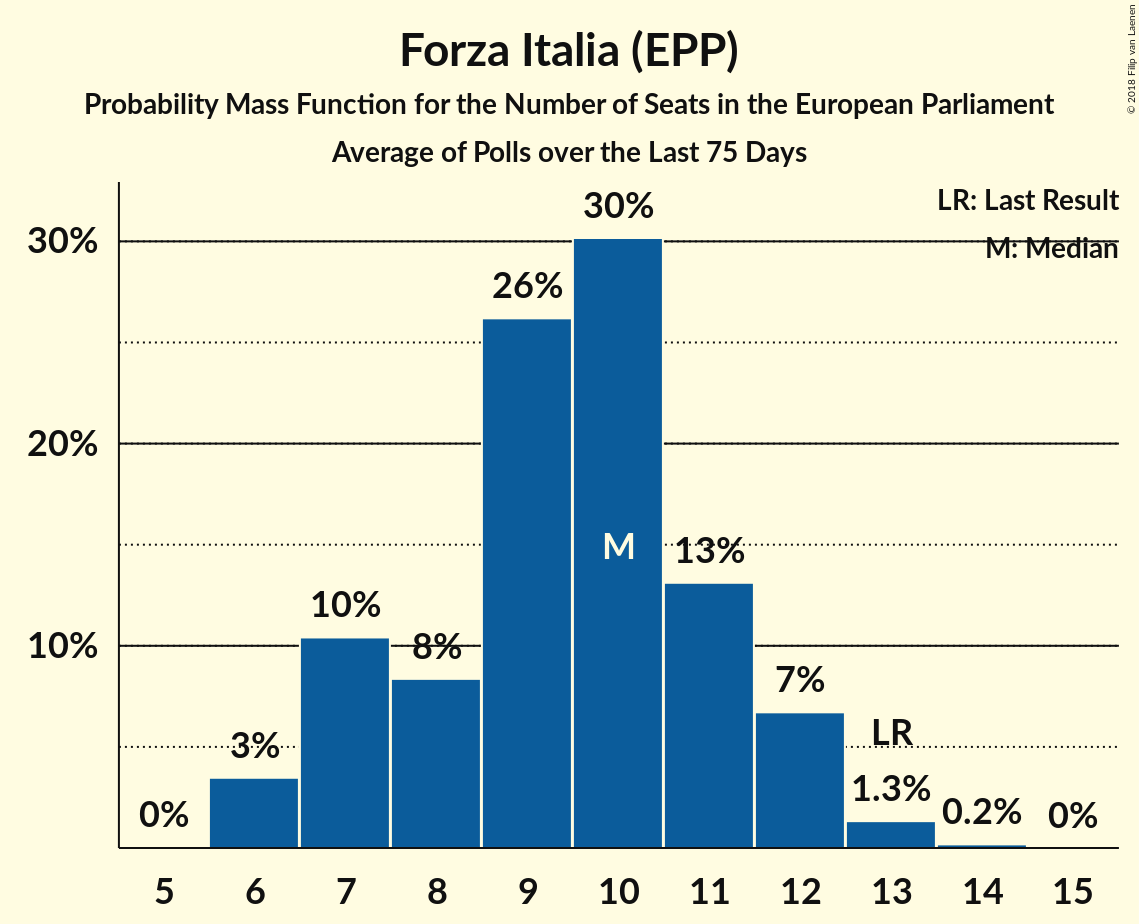 Forza Italia (EPP)
Probability Mass Function for the Number of Seats in the European Parliament
Average of Polls over the Last 75 Days
© 2018 Filip van Laenen
LR: Last Result
M: Median
30%
20%
10%
0%
3%
10%
8%
26%
30%
M
13%
7%
LR
1.3%
0.2%
0%
5 6 7 8 9 10 11 12 13 14 15